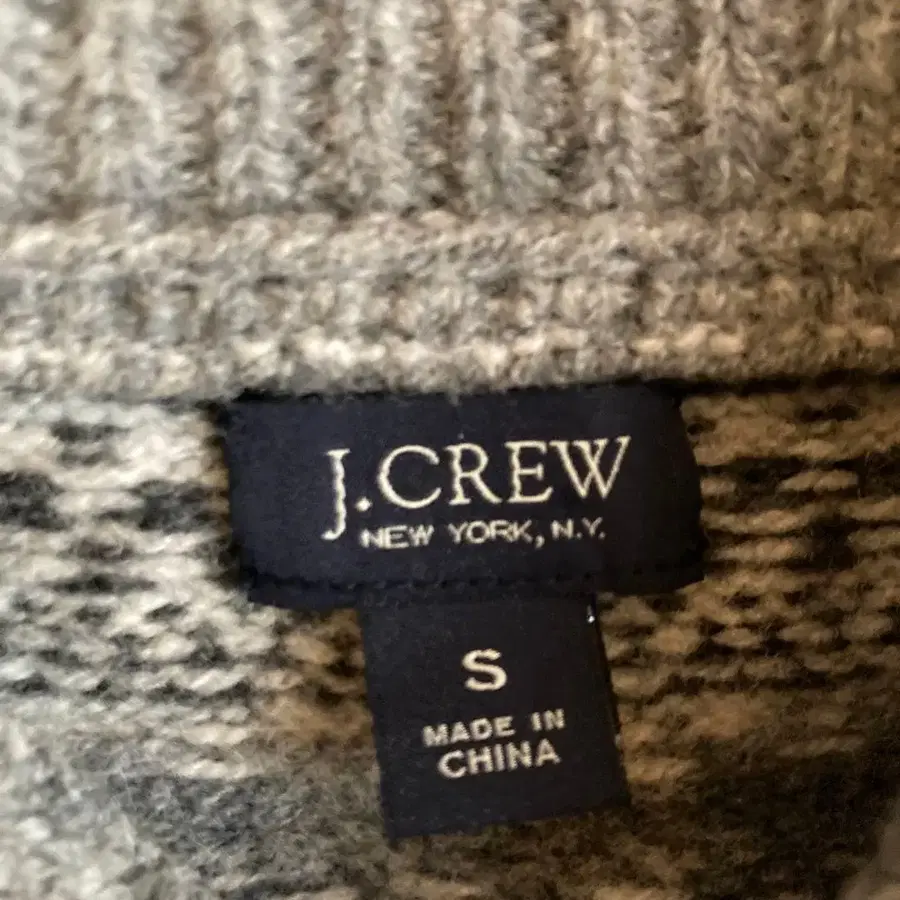 J.CREW
NEW YORK, N.Y.
S
MADE IN
CHINA